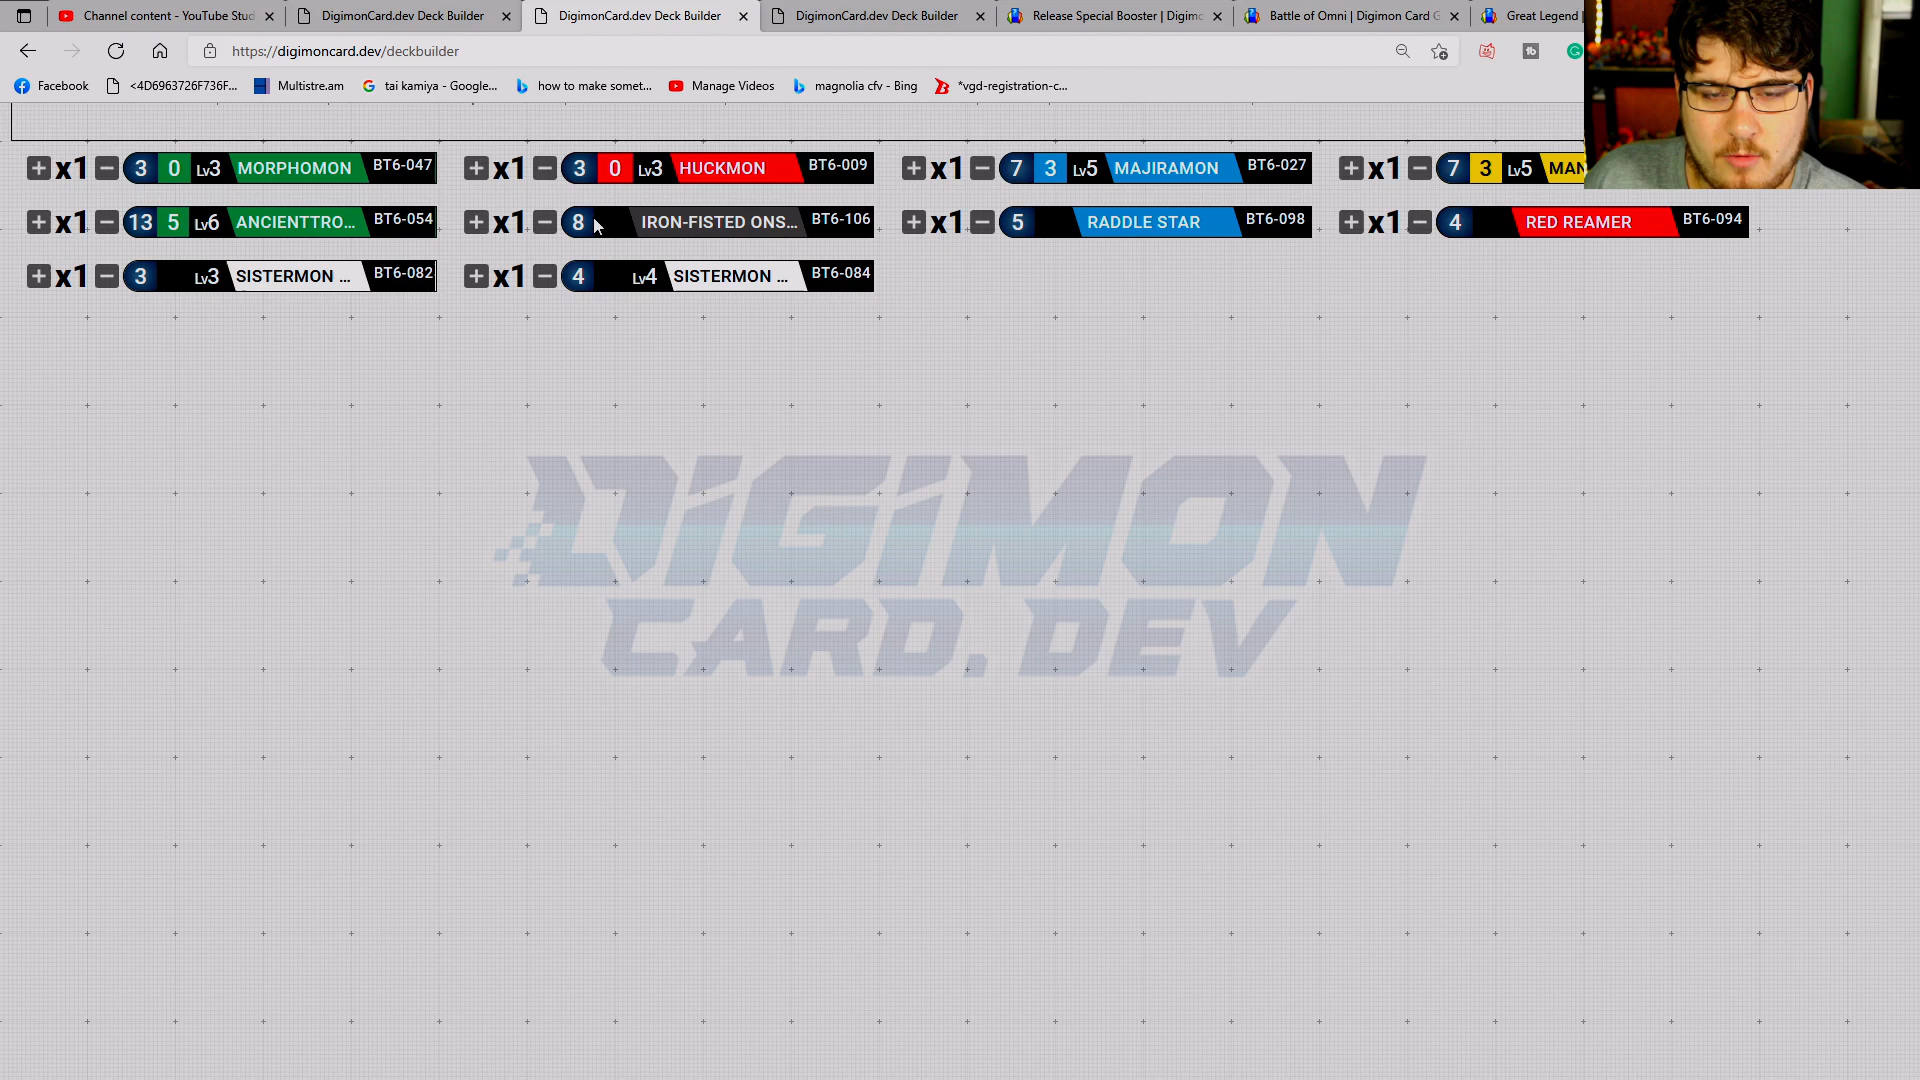 Channel content - YouTube Stud
DigimonCard.dev Deck Builder
DigimonCard.dev Deck Builder
DigimonCard.dev Deck Builder
Release Special Booster | Digimo
Battle of Omni | Digimon Card G
Great Legend |
https://digimoncard.dev/deckbuilder
Facebook
<4D6963726F736F...
Multistre.am
tai kamiya - Google...
how to make somet...
Manage Videos
magnolia cfv - Bing
*vgd-registration-c...
+ x1 − 3 0 Lv3 MORPHOMON BT6-047
+ x1 − 3 0 Lv3 HUCKMON BT6-009
+ x1 − 7 3 Lv5 MAJIRAMON BT6-027
+ x1 − 7 3 Lv5 MAN
+ x1 − 13 5 Lv6 ANCIENTTRO... BT6-054
+ x1 − 8 IRON-FISTED ONS... BT6-106
+ x1 − 5 RADDLE STAR BT6-098
+ x1 − 4 RED REAMER BT6-094
+ x1 − 3 Lv3 SISTERMON ... BT6-082
+ x1 − 4 Lv4 SISTERMON ... BT6-084
DIGIMON
CARD.DEV